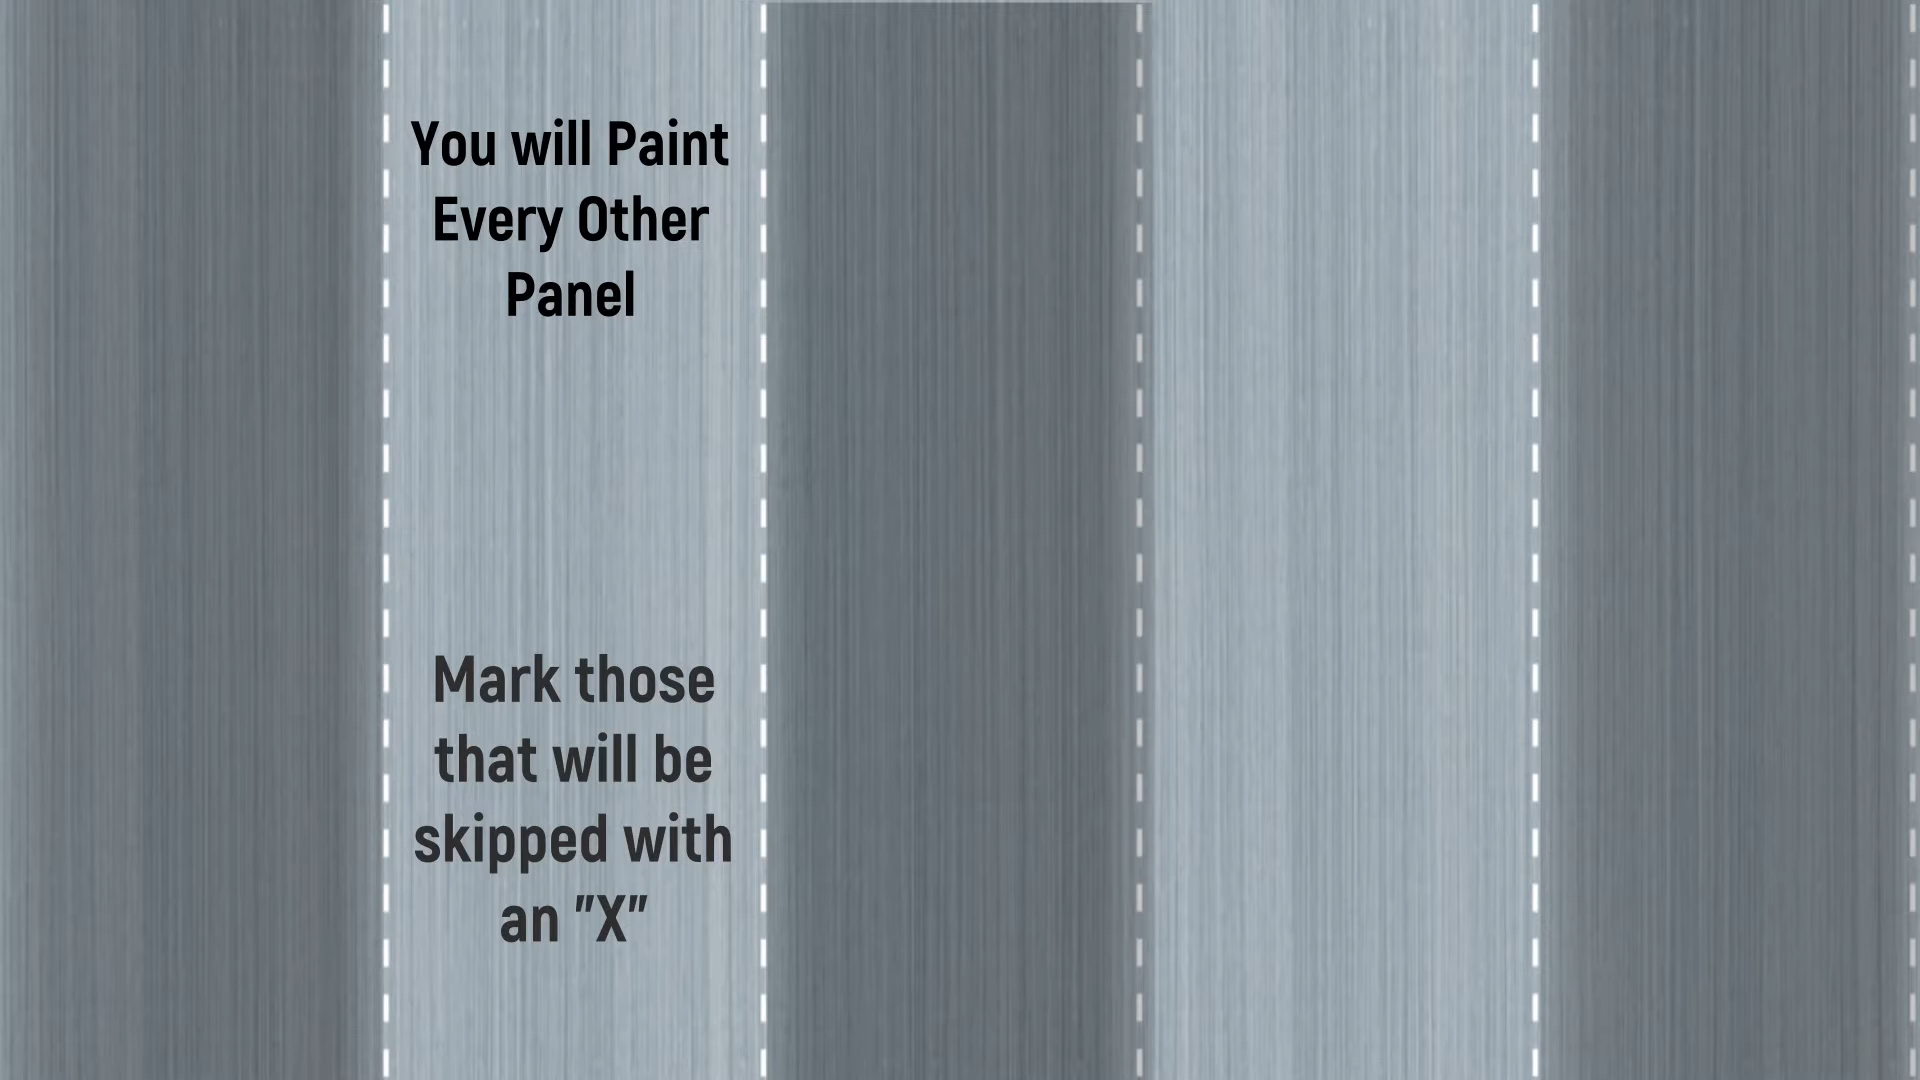 You will Paint
Every Other
Panel
Mark those
that will be
skipped with
an "X"